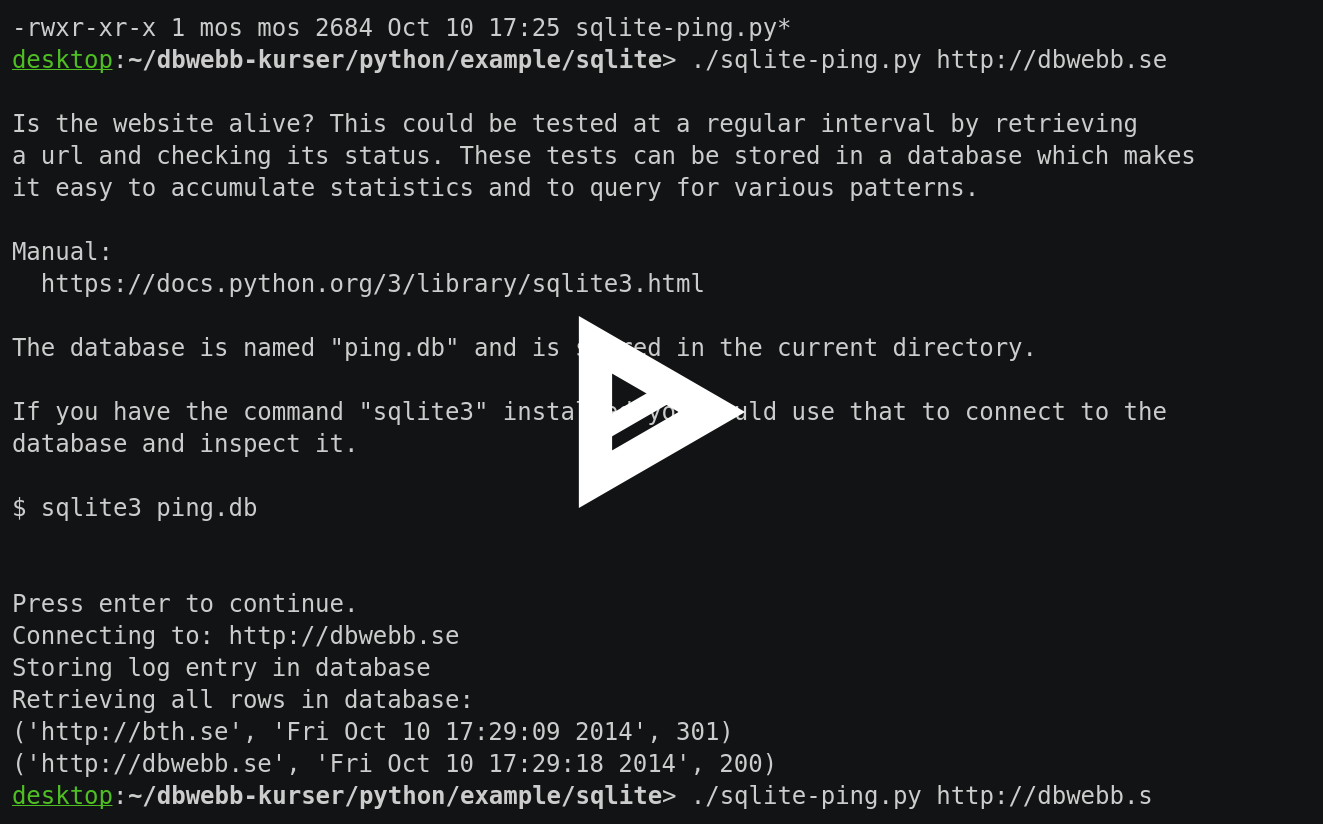 -rwxr-xr-x 1 mos mos 2684 Oct 10 17:25 sqlite-ping.py*
desktop:~/dbwebb-kurser/python/example/sqlite> ./sqlite-ping.py http://dbwebb.se
Is the website alive? This could be tested at a regular interval by retrieving
a url and checking its status. These tests can be stored in a database which makes
it easy to accumulate statistics and to query for various patterns.
Manual:
https://docs.python.org/3/library/sqlite3.html
The database is named "ping.db" and is stored in the current directory.
If you have the command "sqlite3" installed you could use that to connect to the
database and inspect it.
$ sqlite3 ping.db
Press enter to continue.
Connecting to: http://dbwebb.se
Storing log entry in database
Retrieving all rows in database:
('http://bth.se', 'Fri Oct 10 17:29:09 2014', 301)
('http://dbwebb.se', 'Fri Oct 10 17:29:18 2014', 200)
desktop:~/dbwebb-kurser/python/example/sqlite> ./sqlite-ping.py http://dbwebb.s